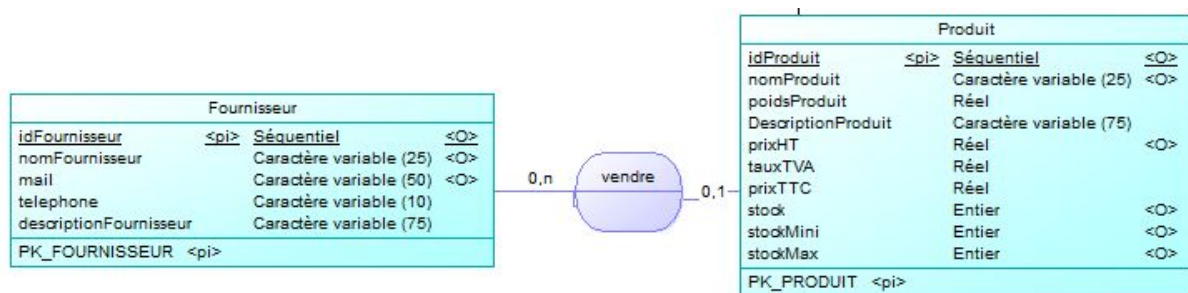 Fournisseur
idFournisseur <pi> Séquentiel <O>
nomFournisseur Caractère variable (25) <O>
mail Caractère variable (50) <O>
telephone Caractère variable (10)
descriptionFournisseur Caractère variable (75)
PK_FOURNISSEUR <pi>
0,n
vendre
0,1
Produit
idProduit <pi> Séquentiel <O>
nomProduit Caractère variable (25) <O>
poidsProduit Réel
DescriptionProduit Caractère variable (75)
prixHT Réel <O>
tauxTVA Réel
prixTTC Réel
stock Entier <O>
stockMini Entier <O>
stockMax Entier <O>
PK_PRODUIT <pi>